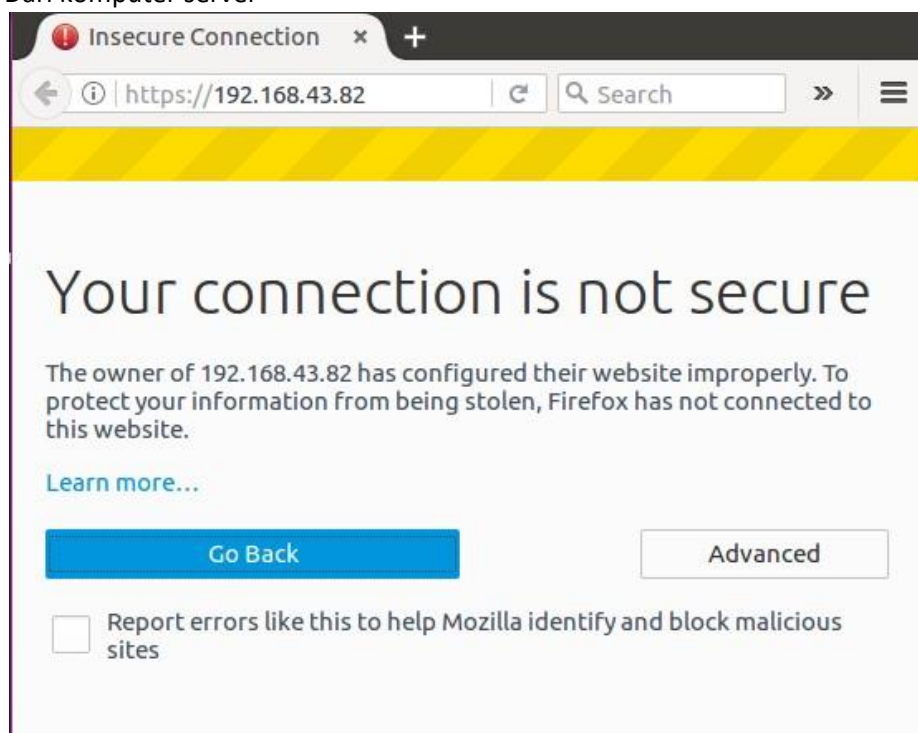 Dari komputer server
Insecure Connection × +
https://192.168.43.82 Search »
Your connection is not secure
The owner of 192.168.43.82 has configured their website improperly. To
protect your information from being stolen, Firefox has not connected to
this website.
Learn more…
Go Back Advanced
Report errors like this to help Mozilla identify and block malicious
sites